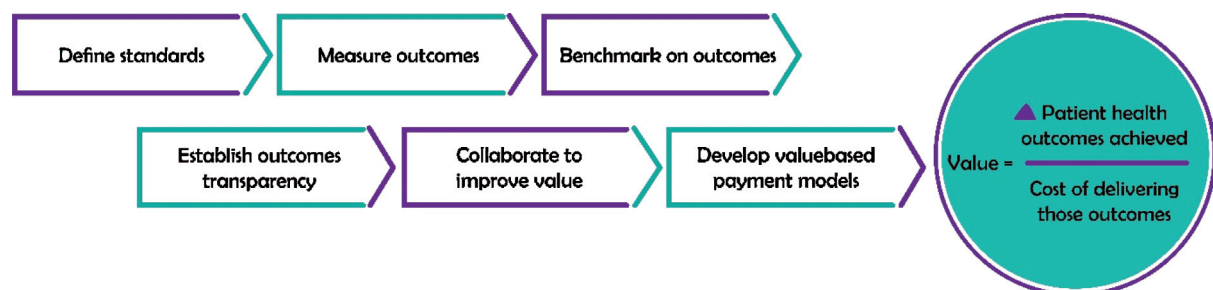 Define standards
Measure outcomes
Benchmark on outcomes
Establish outcomes
transparency
Collaborate to
improve value
Develop valuebased
payment models
Value =
Patient health
outcomes achieved
Cost of delivering
those outcomes